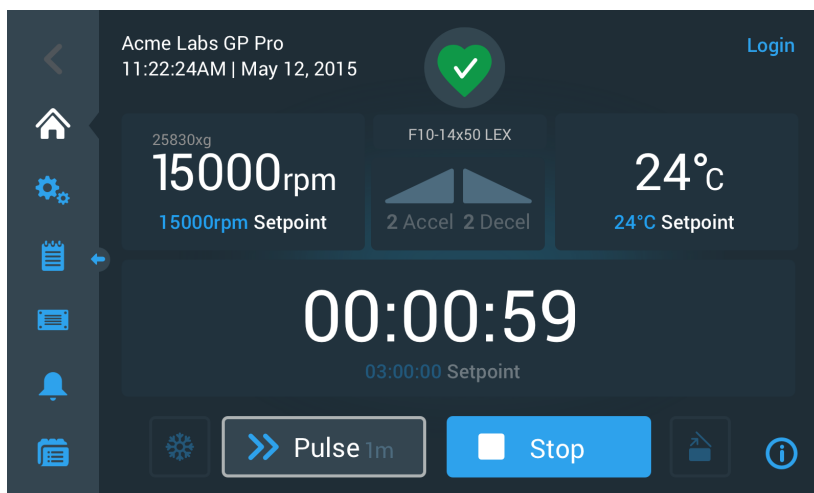 Acme Labs GP Pro
Login
11:22:24AM | May 12, 2015
25830xg
15000rpm
15000rpm Setpoint
F10-14x50 LEX
2 Accel 2 Decel
24°C
24°C Setpoint
00:00:59
03:00:00 Setpoint
Pulse 1m
Stop